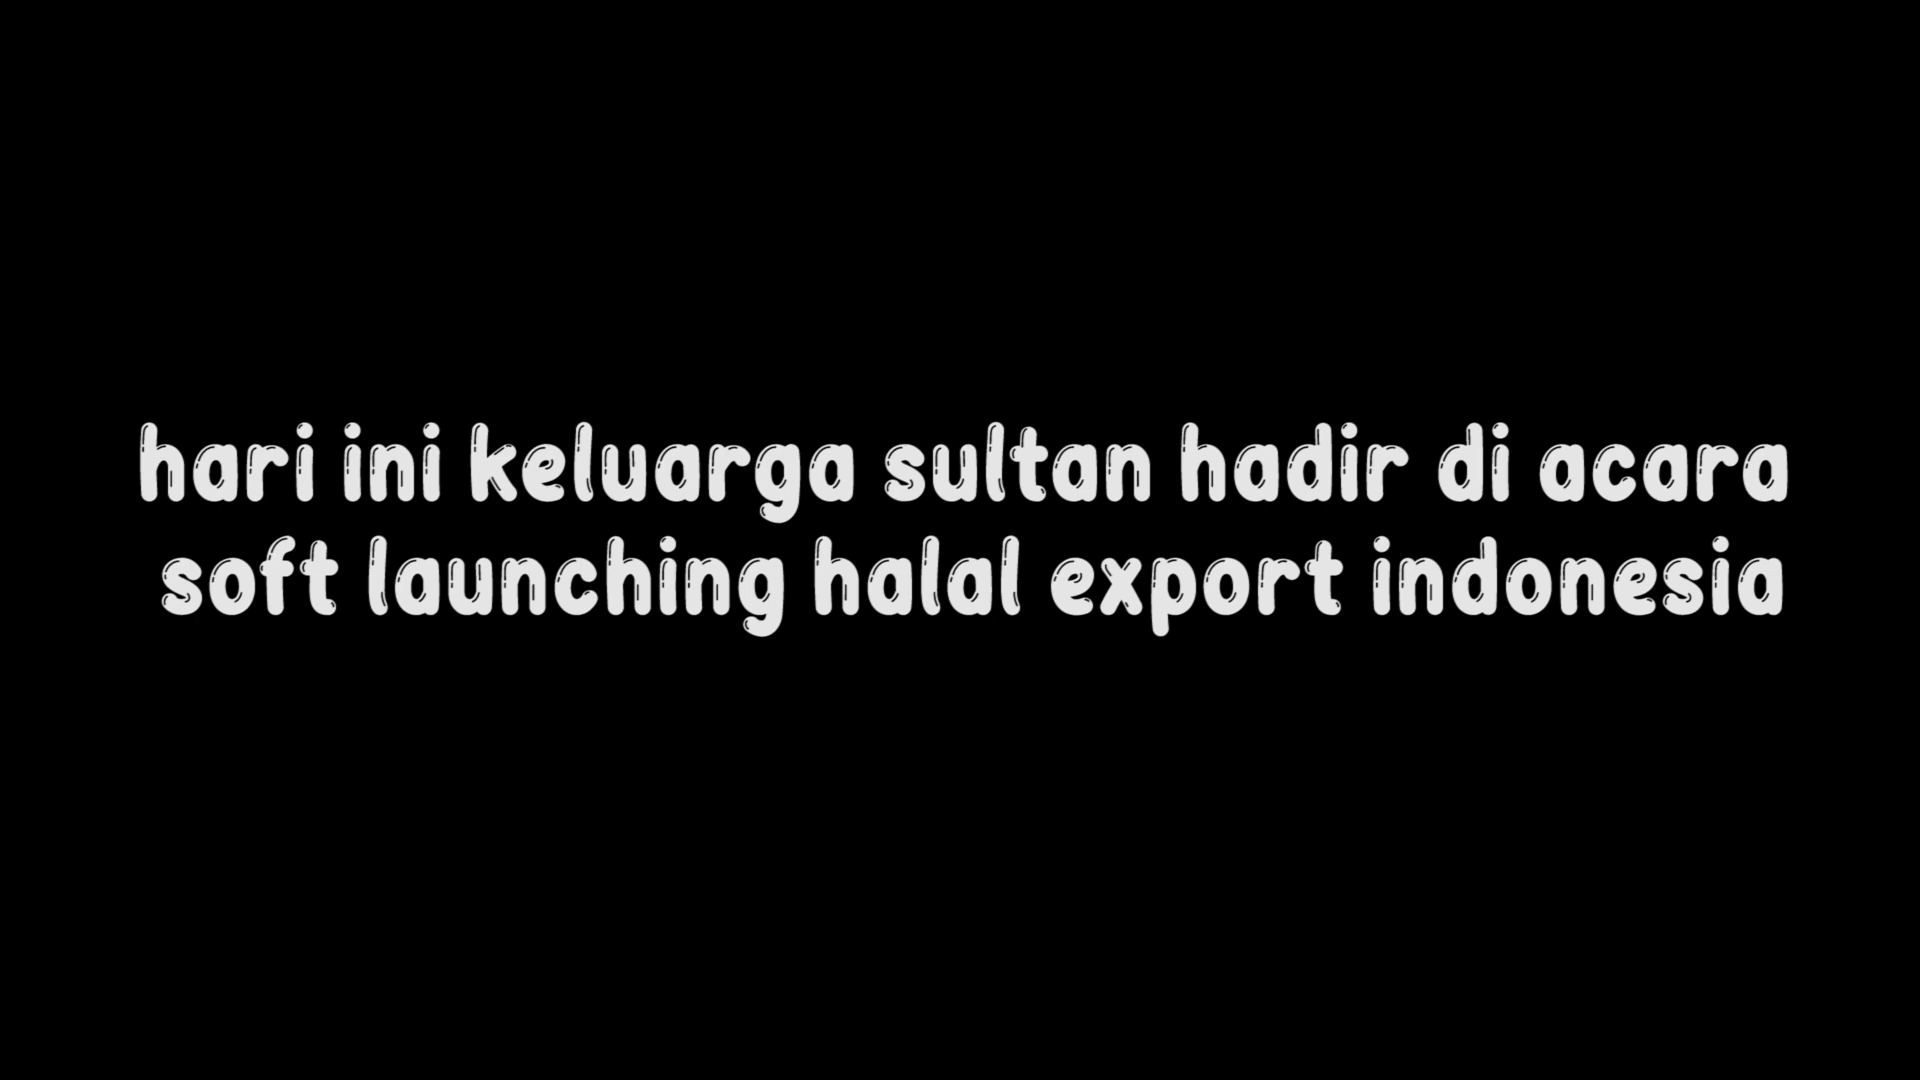 hari ini keluarga sultan hadir di acara
soft launching halal export indonesia